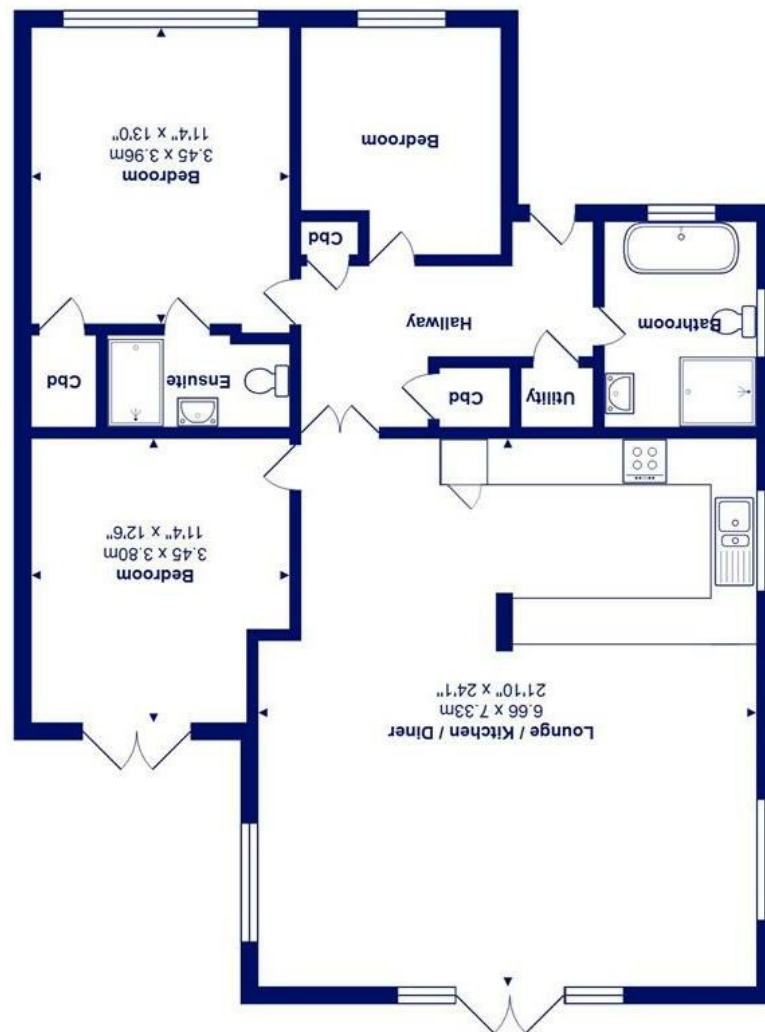 Lounge / Kitchen / Diner
6.66 x 7.33m
21'10" x 24'1"
Bedroom
3.45 x 3.80m
11'4" x 12'6"
Utility
Cbd
Ensuite
Cbd
Bathroom
Hallway
Cbd
Bedroom
Bedroom
3.45 x 3.96m
11'4" x 13'0"